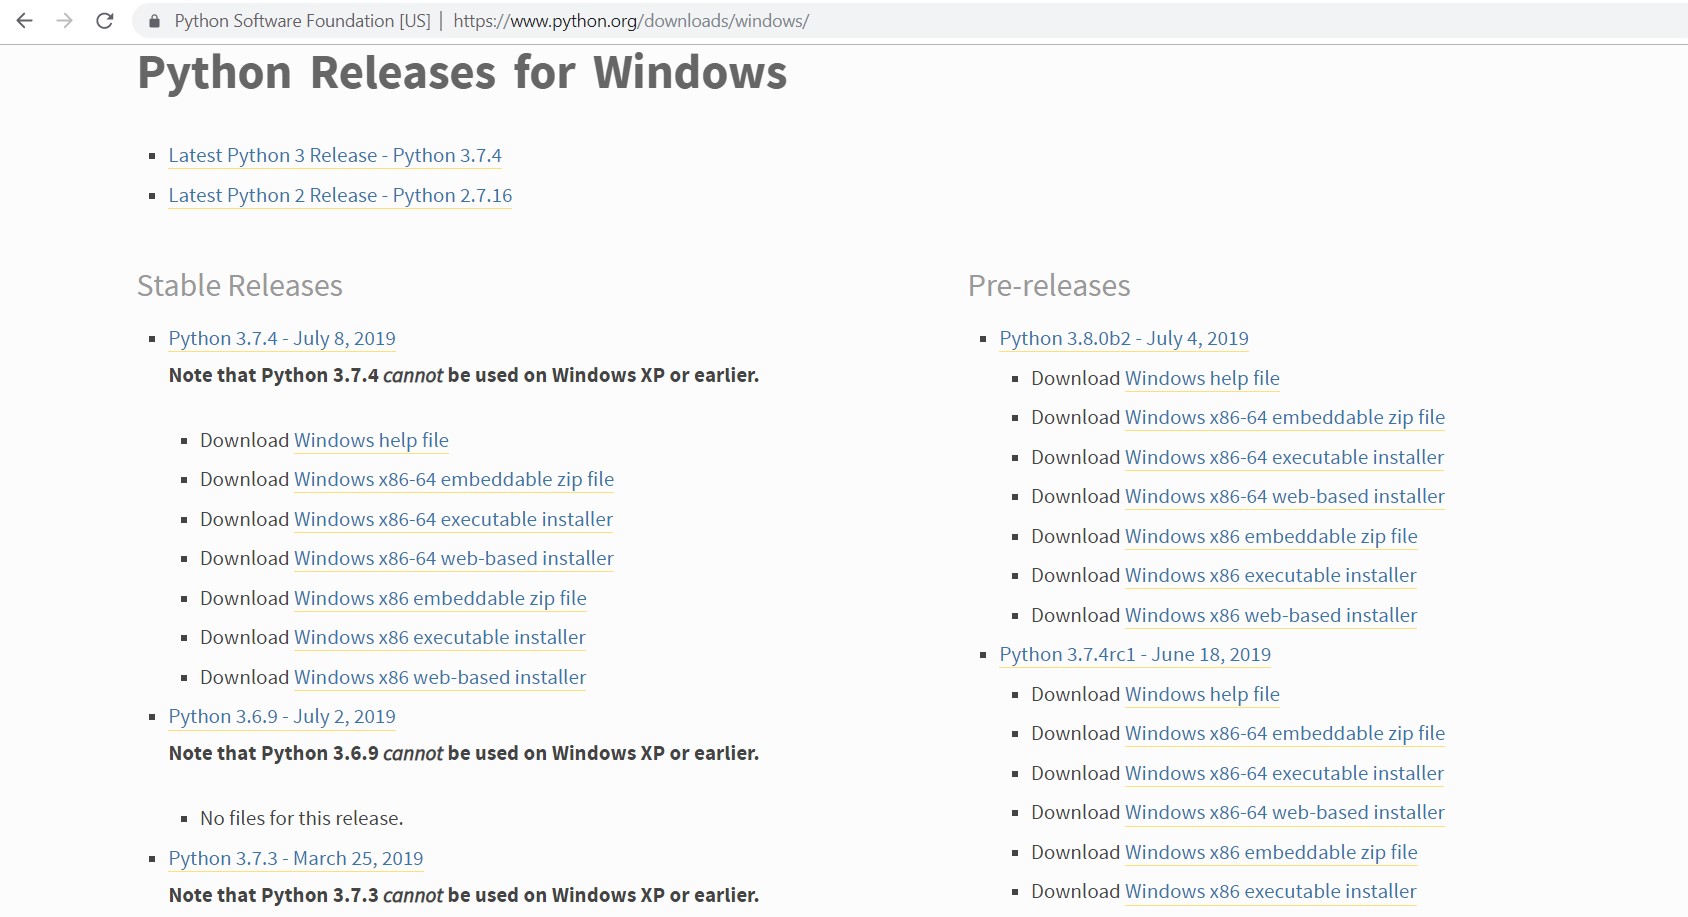 Python Software Foundation [US] | https://www.python.org/downloads/windows/
Python Releases for Windows
Latest Python 3 Release - Python 3.7.4
Latest Python 2 Release - Python 2.7.16
Stable Releases
Python 3.7.4 - July 8, 2019
Note that Python 3.7.4 cannot be used on Windows XP or earlier.
Download Windows help file
Download Windows x86-64 embeddable zip file
Download Windows x86-64 executable installer
Download Windows x86-64 web-based installer
Download Windows x86 embeddable zip file
Download Windows x86 executable installer
Download Windows x86 web-based installer
Python 3.6.9 - July 2, 2019
Note that Python 3.6.9 cannot be used on Windows XP or earlier.
No files for this release.
Python 3.7.3 - March 25, 2019
Note that Python 3.7.3 cannot be used on Windows XP or earlier.
Pre-releases
Python 3.8.0b2 - July 4, 2019
Download Windows help file
Download Windows x86-64 embeddable zip file
Download Windows x86-64 executable installer
Download Windows x86-64 web-based installer
Download Windows x86 embeddable zip file
Download Windows x86 executable installer
Download Windows x86 web-based installer
Python 3.7.4rc1 - June 18, 2019
Download Windows help file
Download Windows x86-64 embeddable zip file
Download Windows x86-64 executable installer
Download Windows x86-64 web-based installer
Download Windows x86 embeddable zip file
Download Windows x86 executable installer